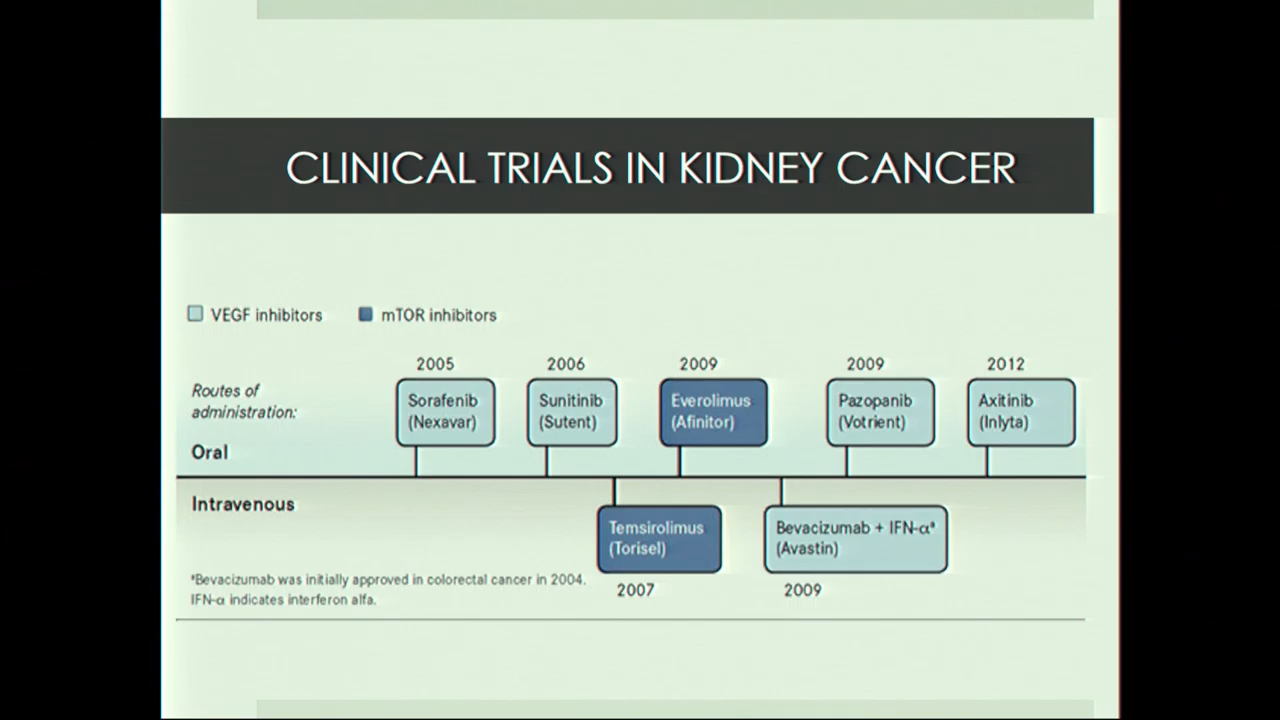 CLINICAL TRIALS IN KIDNEY CANCER
VEGF inhibitors
mTOR inhibitors
Routes of
administration:
Oral
2005
Sorafenib
(Nexavar)
2006
Sunitinib
(Sutent)
2009
Everolimus
(Afinitor)
2009
Pazopanib
(Votrient)
2012
Axitinib
(Inlyta)
Intravenous
Temsirolimus
(Torisel)
2007
Bevacizumab + IFN-αª
(Avastin)
2009
ªBevacizumab was initially approved in colorectal cancer in 2004.
IFN-α indicates interferon alfa.